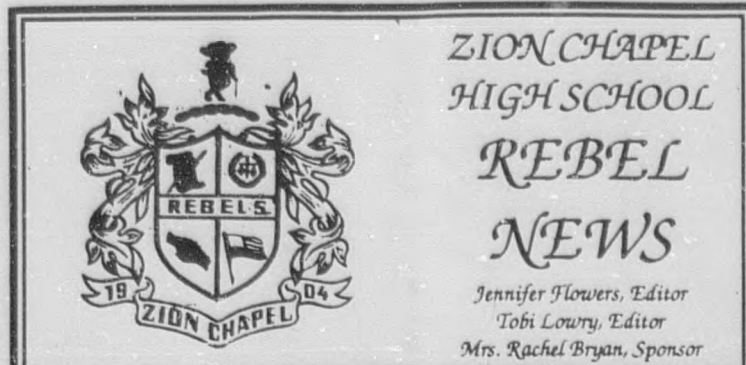 REBELS
19 04
ZION CHAPEL
ZION CHAPEL
HIGH SCHOOL
REBEL
NEWS
Jennifer Flowers, Editor
Tobi Lowry, Editor
Mrs. Rachel Bryan, Sponsor